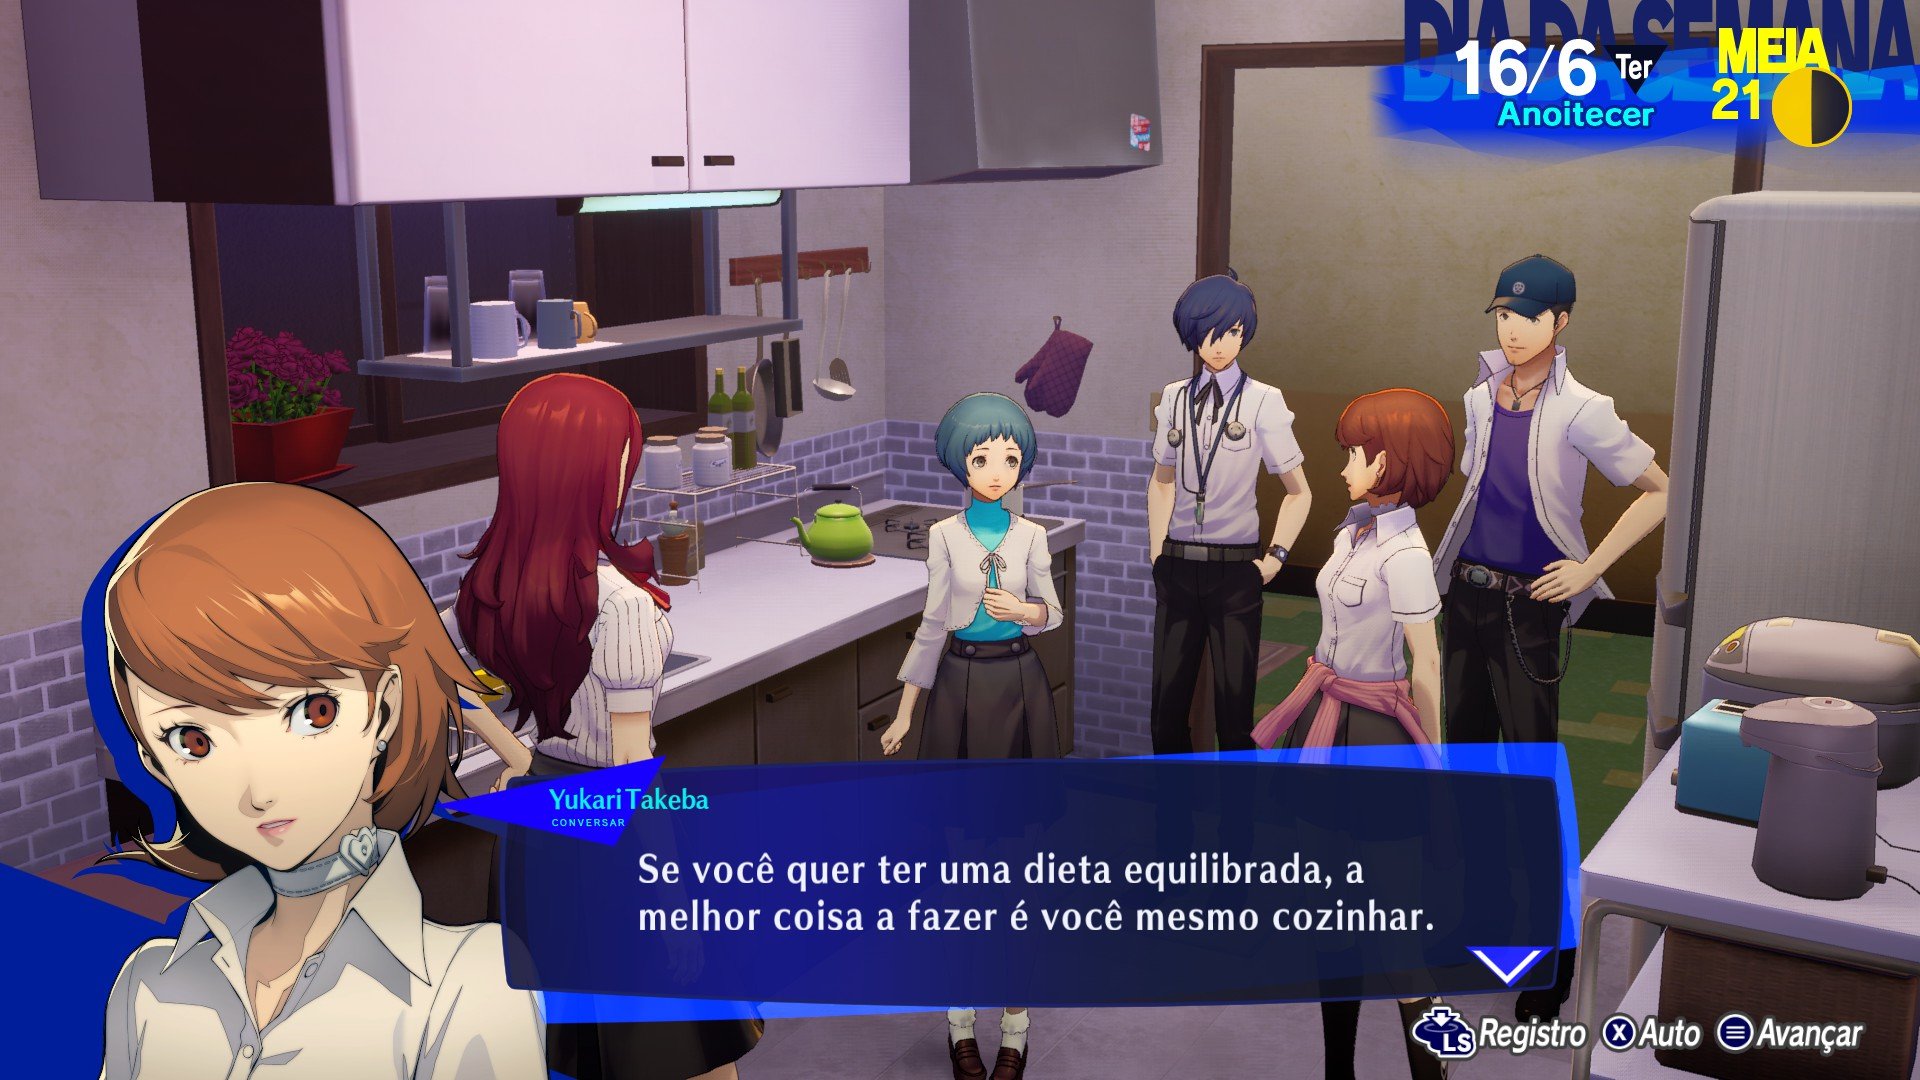 DIA DA SEMANA
16/6 Ter
Anoitecer
MEIA
21
Yukari Takeba
CONVERSAR
Se você quer ter uma dieta equilibrada, a
melhor coisa a fazer é você mesmo cozinhar.
LS Registro X Auto Avançar